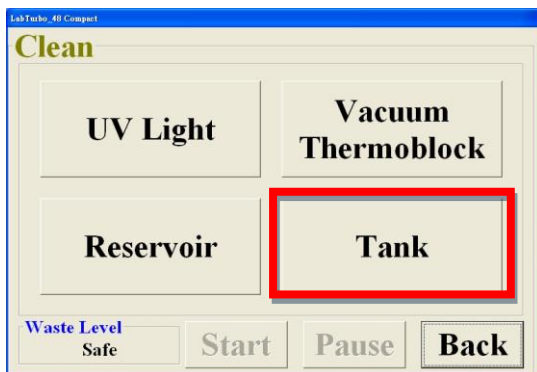 LabTurbo_48 Compact
Clean
UV Light
Vacuum
Thermoblock
Reservoir
Tank
Waste Level
Safe
Start
Pause
Back